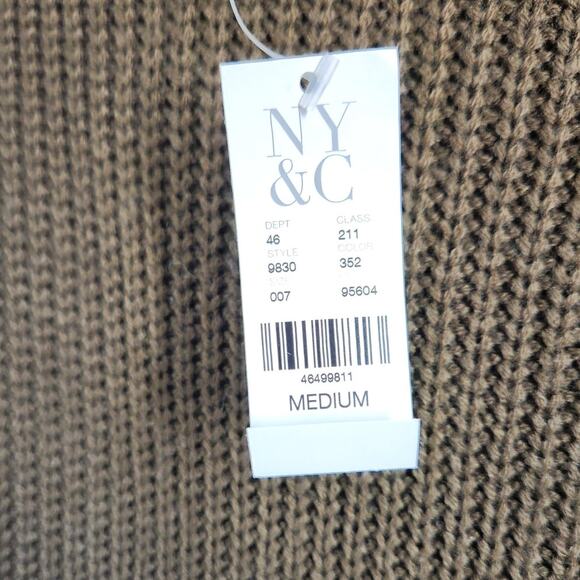 NY
&C
DEPT CLASS
46 211
STYLE COLOR
9830 352
007 95604
46499811
MEDIUM